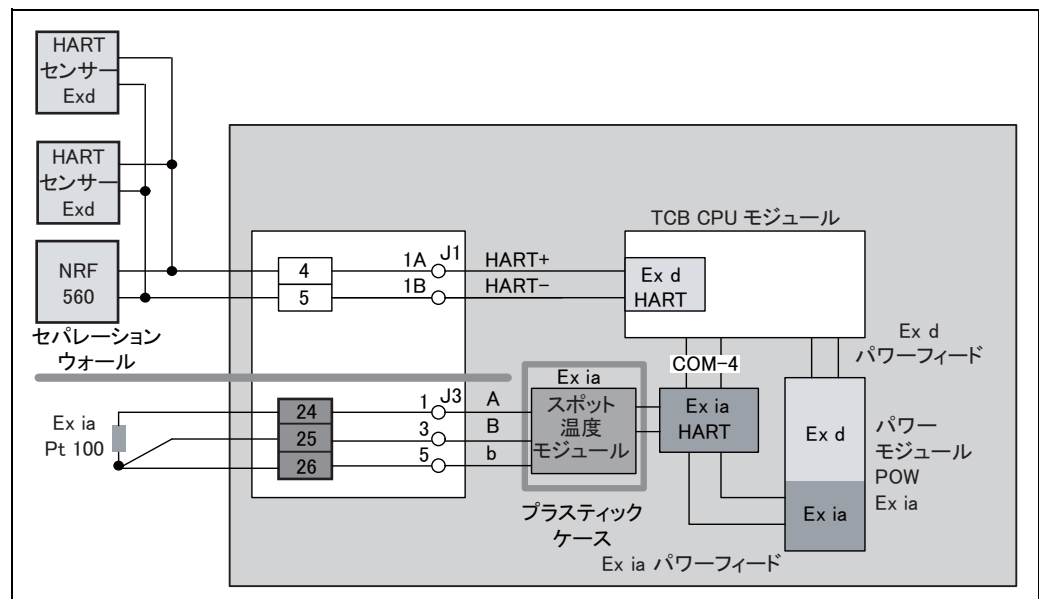 HART
センサー
Exd
HART
センサー
Exd
NRF
560
セパレーション
ウォール
Ex ia
Pt 100
4
5
1A
1B
J1
HART+
HART-
24
25
26
1
3
5
J3
A
B
b
TCB CPU モジュール
Ex d
HART
COM-4
Ex d
パワーフィード
Ex ia
スポット
温度
モジュール
Ex ia
HART
プラスティック
ケース
Ex d
Ex ia
パワー
モジュール
POW
Ex ia
Ex ia パワーフィード